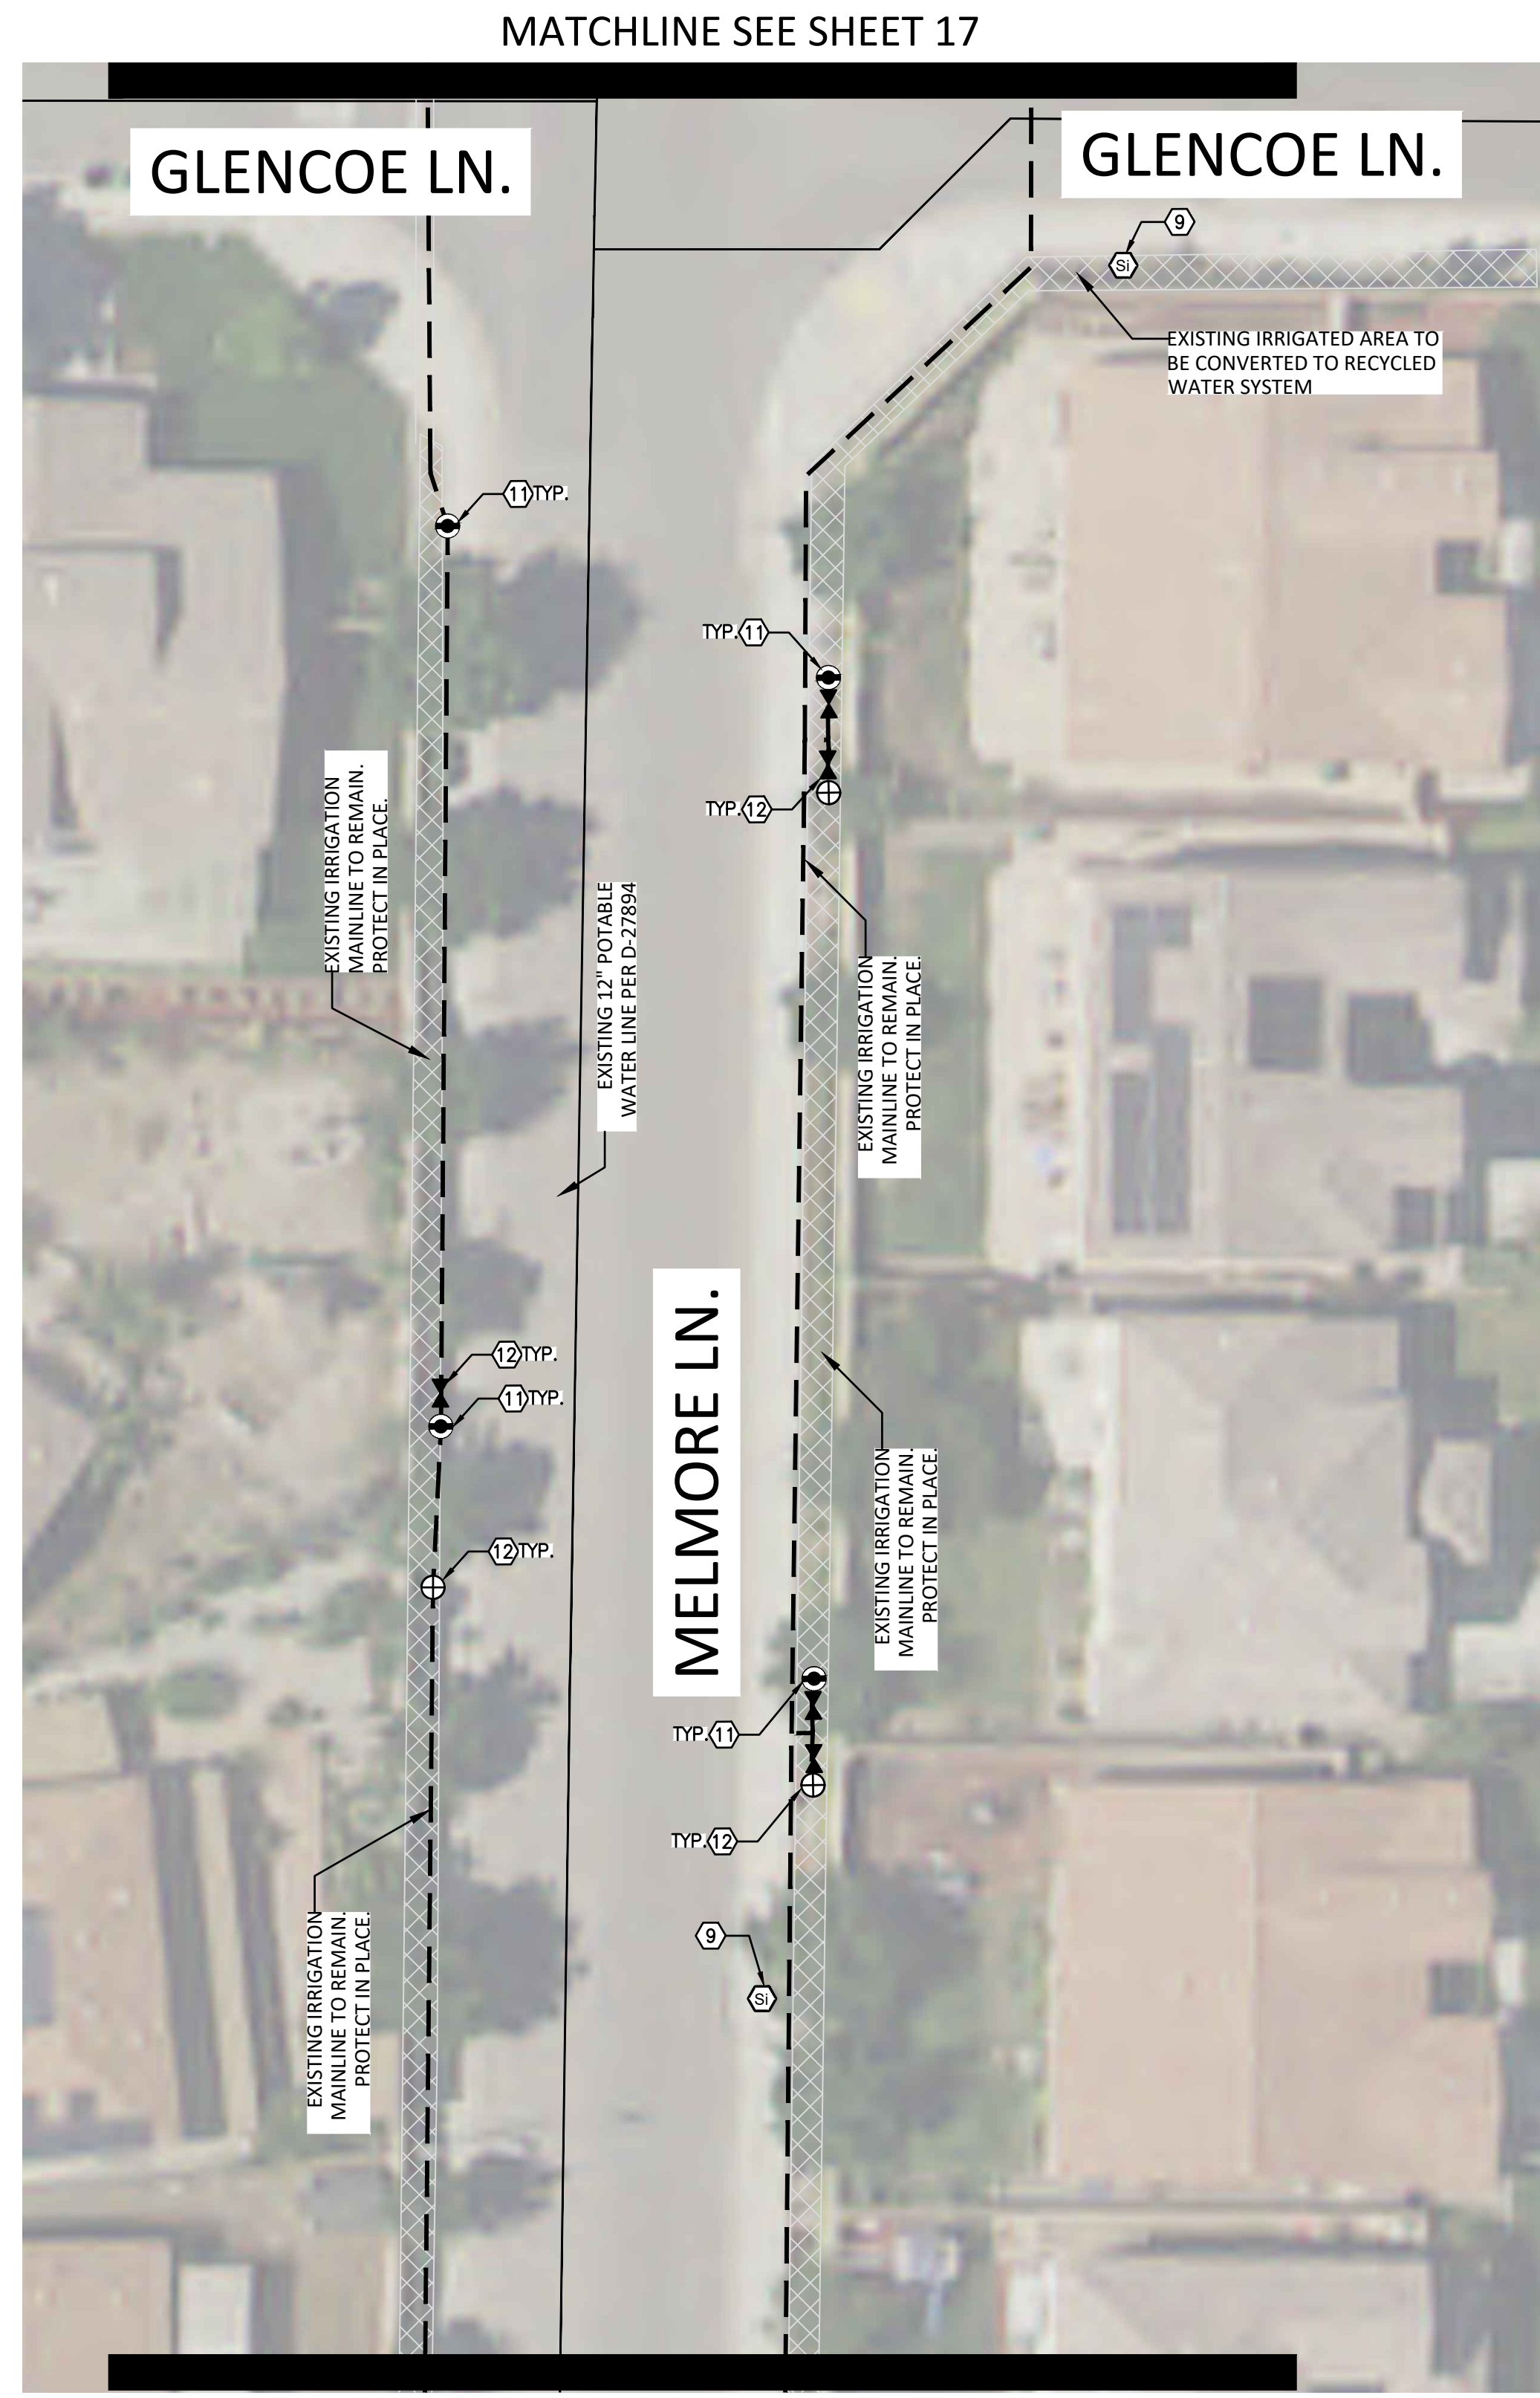 MATCHLINE SEE SHEET 17
GLENCOE LN.
GLENCOE LN.
9
Si
EXISTING IRRIGATED AREA TO
BE CONVERTED TO RECYCLED
WATER SYSTEM
11 TYP.
TYP. 11
TYP. 12
EXISTING IRRIGATION
MAINLINE TO REMAIN.
PROTECT IN PLACE.
EXISTING 12" POTABLE
WATER LINE PER D-27894
EXISTING IRRIGATION
MAINLINE TO REMAIN.
PROTECT IN PLACE.
MELMORE LN.
12 TYP.
11 TYP.
12 TYP.
EXISTING IRRIGATION
MAINLINE TO REMAIN.
PROTECT IN PLACE.
TYP. 11
TYP. 12
EXISTING IRRIGATION
MAINLINE TO REMAIN.
PROTECT IN PLACE.
9
Si